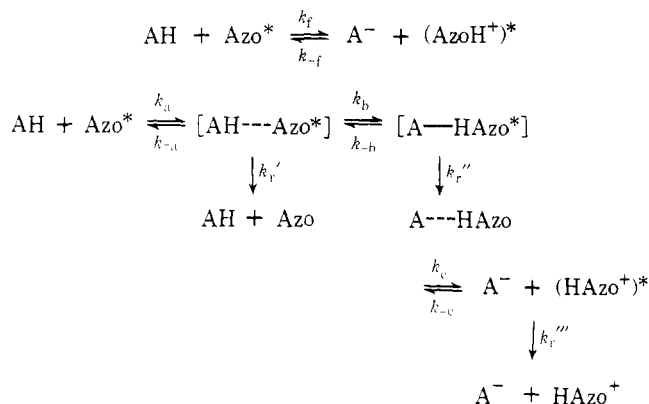 k_f
AH + Azo* ⇌ A⁻ + (AzoH⁺)*
k_-f
k_a k_b
AH + Azo* ⇌ [AH---Azo*] ⇌ [A—HAzo*]
k_-a k_-b
↓ k_r′ ↓ k_r″
AH + Azo A---HAzo
k_c
⇌ A⁻ + (HAzo⁺)*
k_-c
↓ k_r‴
A⁻ + HAzo⁺